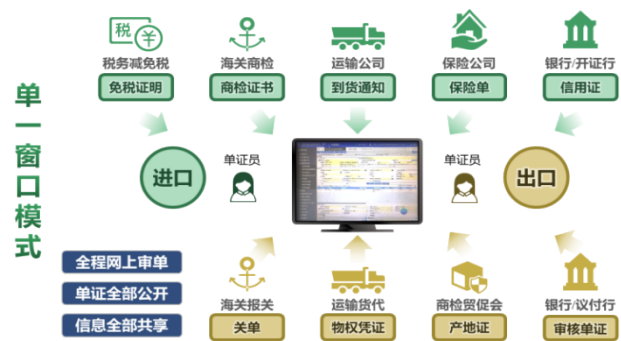 单一窗口模式
税
税务减免税
海关商检
运输公司
保险公司
银行/开证行
免税证明
商检证书
到货通知
保险单
信用证
进口
单证员
单证员
出口
全程网上审单
单证全部公开
信息全部共享
海关报关
运输货代
商检贸促会
银行/议付行
关单
物权凭证
产地证
审核单证